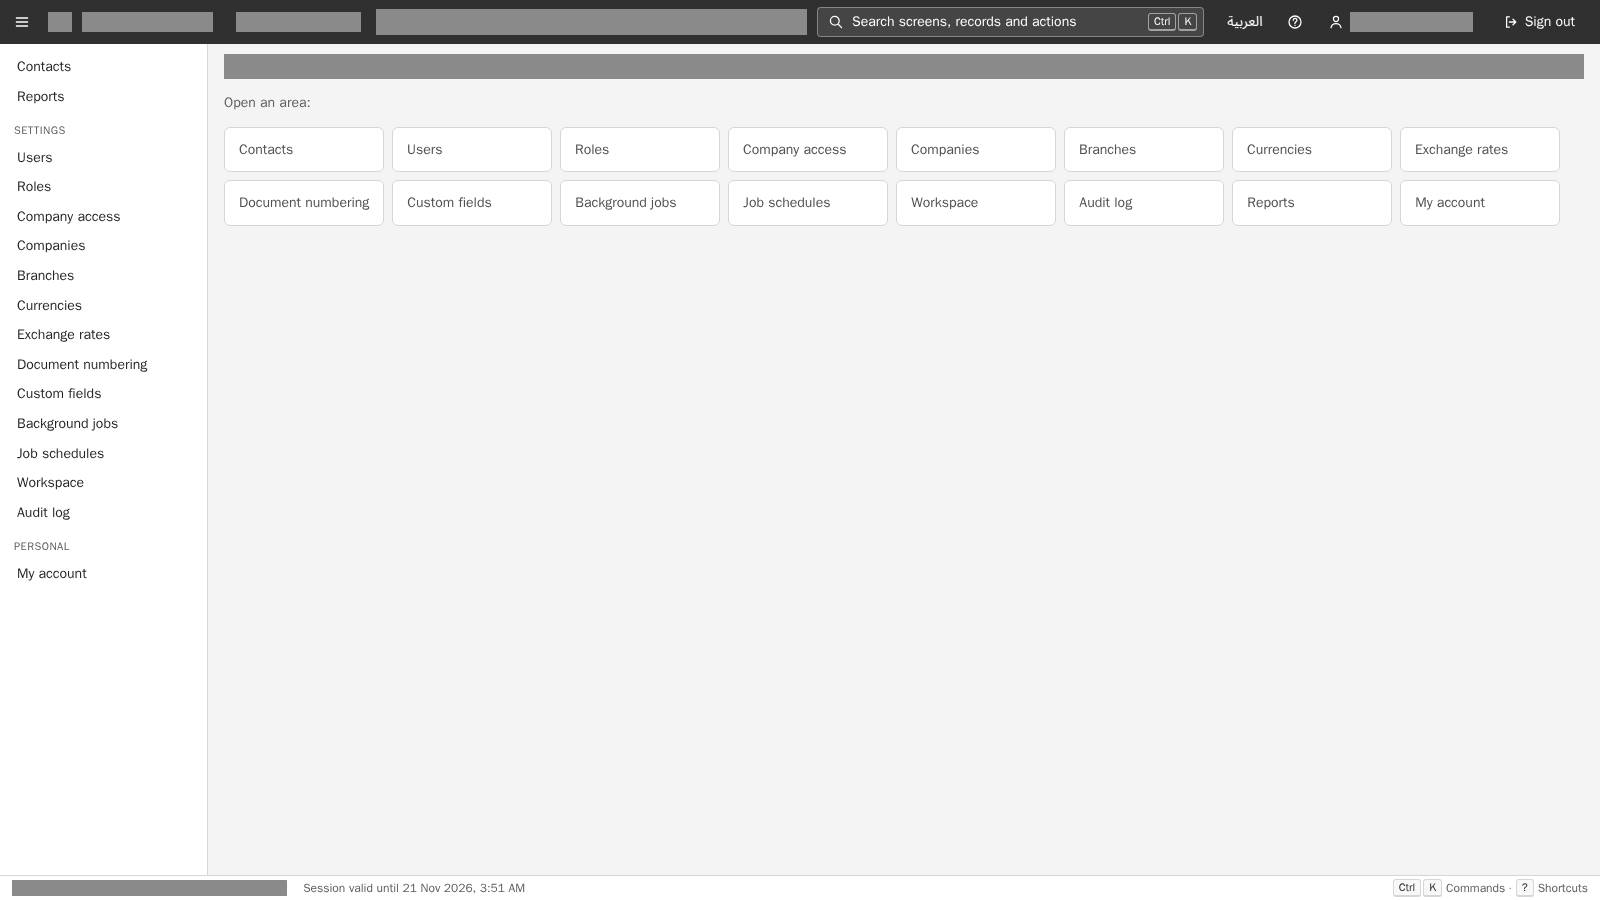 Search screens, records and actions Ctrl K العربية Sign out
Contacts
Reports
SETTINGS
Users
Roles
Company access
Companies
Branches
Currencies
Exchange rates
Document numbering
Custom fields
Background jobs
Job schedules
Workspace
Audit log
PERSONAL
My account
Open an area:
Contacts Users Roles Company access Companies Branches Currencies Exchange rates
Document numbering Custom fields Background jobs Job schedules Workspace Audit log Reports My account
Session valid until 21 Nov 2026, 3:51 AM Ctrl K Commands · ? Shortcuts